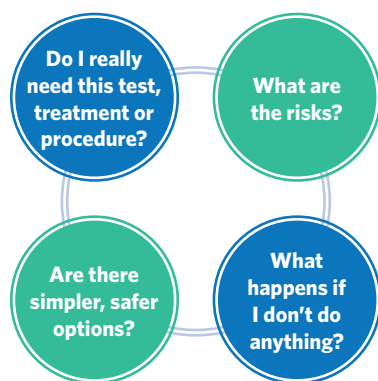 Do I really
need this test,
treatment or
procedure?
What are
the risks?
Are there
simpler, safer
options?
What
happens if
I don't do
anything?